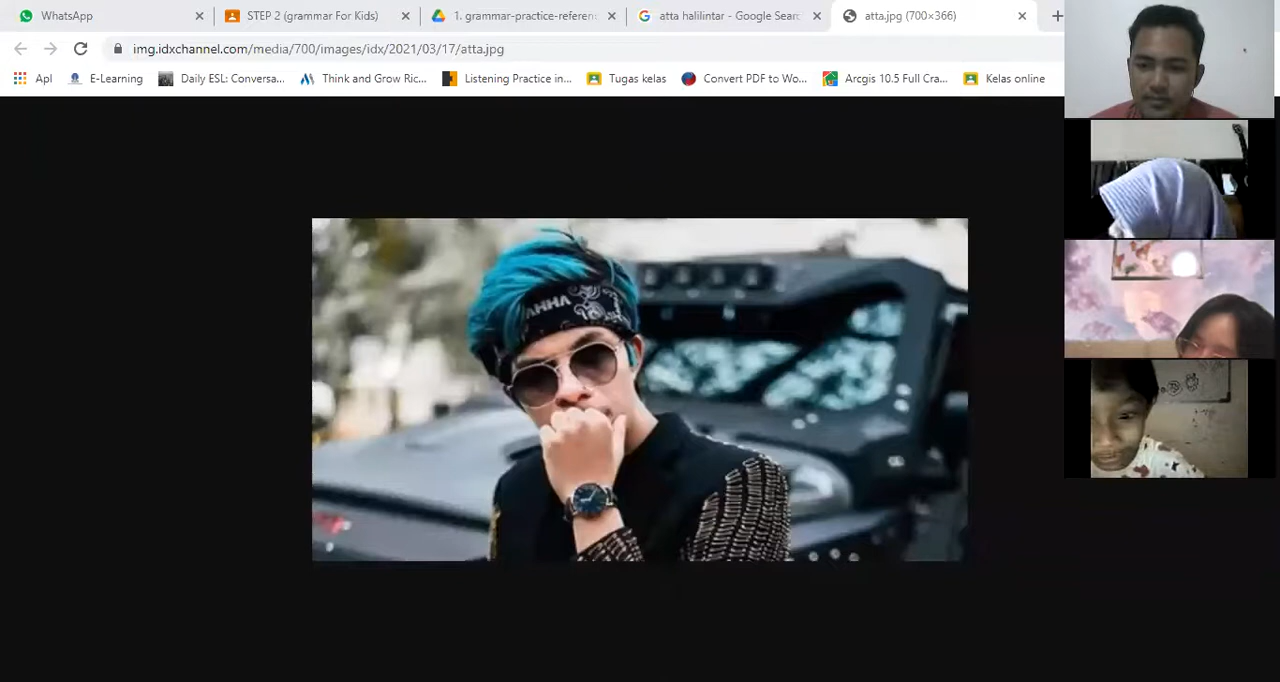 WhatsApp
STEP 2 (grammar For Kids)
1. grammar-practice-referen
atta halilintar - Google Searc
atta.jpg (700×366)
img.idxchannel.com/media/700/images/idx/2021/03/17/atta.jpg
Apl
E-Learning
Daily ESL: Conversa...
Think and Grow Ric...
Listening Practice in...
Tugas kelas
Convert PDF to Wo...
Arcgis 10.5 Full Cra...
Kelas online
AHHA